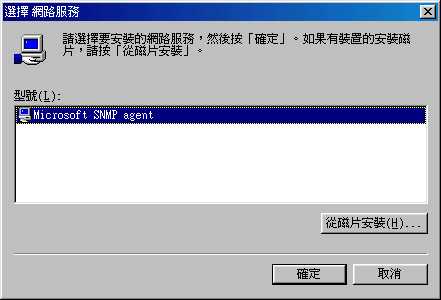 選擇 網路服務
請選擇要安裝的網路服務，然後按「確定」。如果有裝置的安裝磁
片，請按「從磁片安裝」。
型號(L):
Microsoft SNMP agent
從磁片安裝(H)...
確定
取消